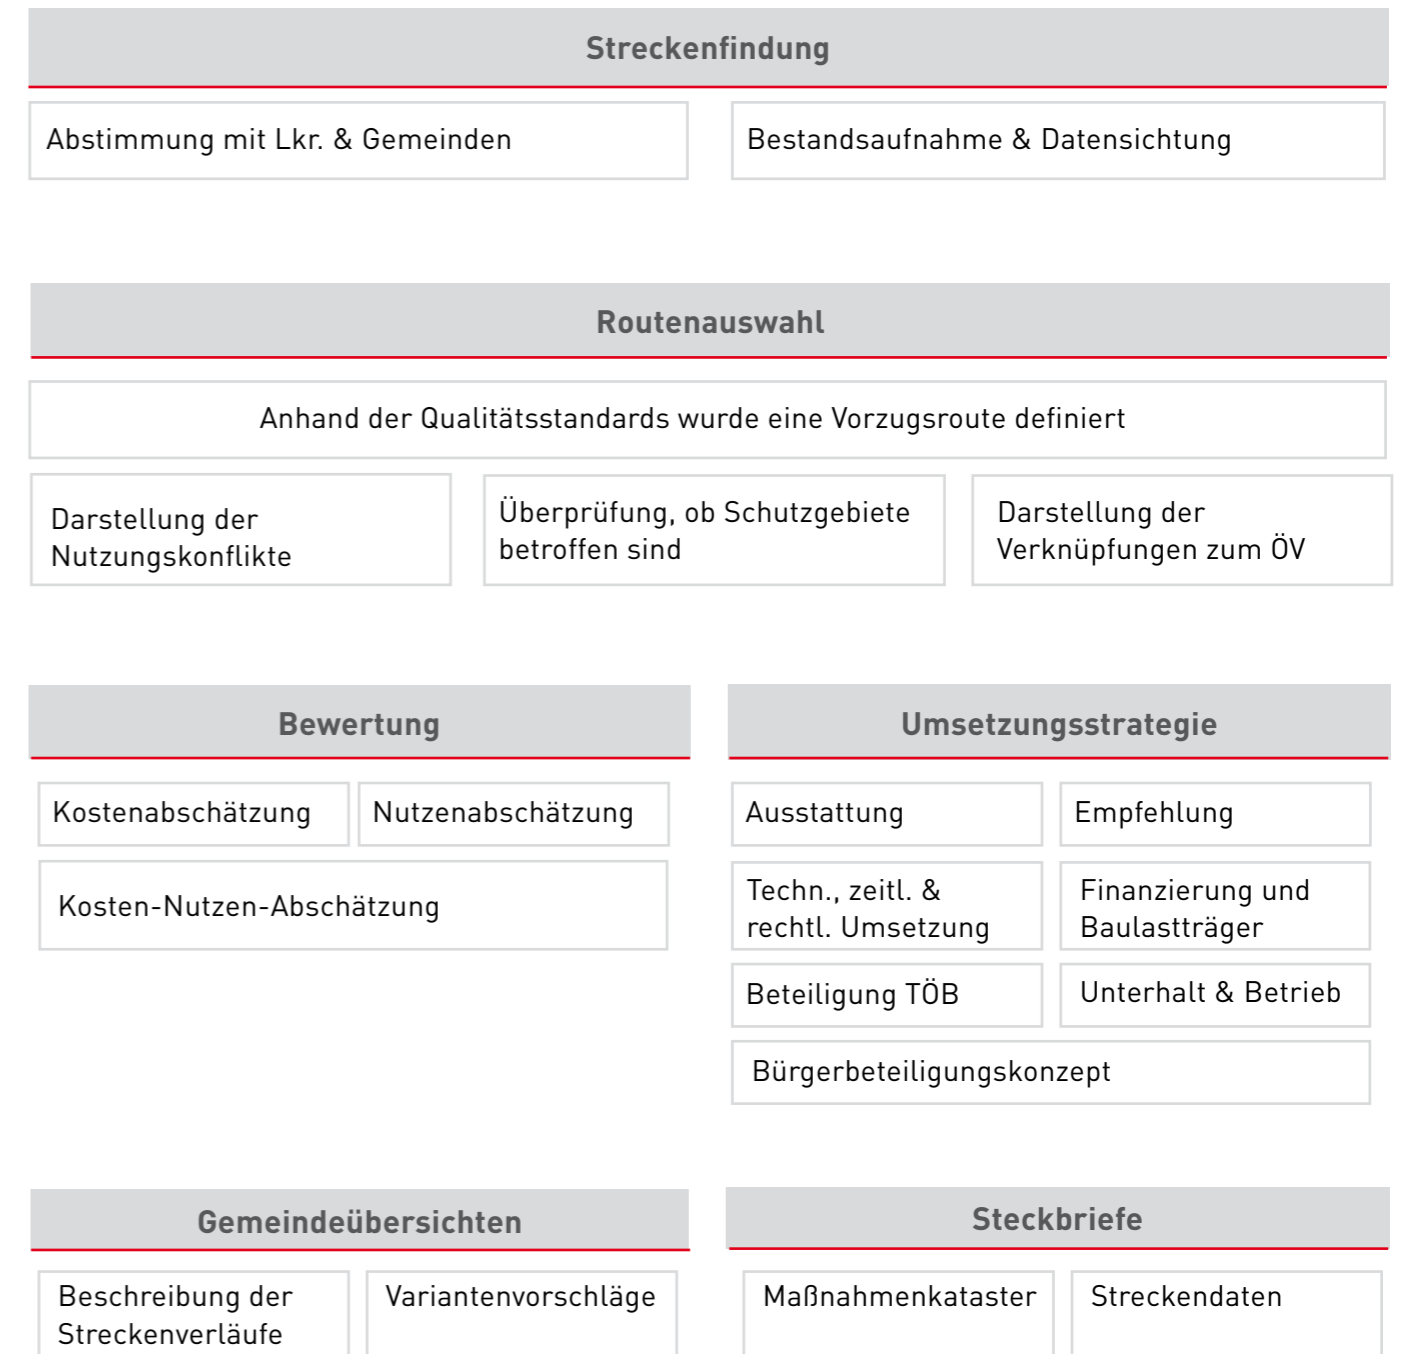 Streckenfindung
Abstimmung mit Lkr. & Gemeinden
Bestandsaufnahme & Datensichtung
Routenauswahl
Anhand der Qualitätsstandards wurde eine Vorzugsroute definiert
Darstellung der
Nutzungskonflikte
Überprüfung, ob Schutzgebiete
betroffen sind
Darstellung der
Verknüpfungen zum ÖV
Bewertung
Kostenabschätzung
Nutzenabschätzung
Kosten-Nutzen-Abschätzung
Umsetzungsstrategie
Ausstattung
Empfehlung
Techn., zeitl. &
rechtl. Umsetzung
Finanzierung und
Baulastträger
Beteiligung TÖB
Unterhalt & Betrieb
Bürgerbeteiligungskonzept
Gemeindeübersichten
Beschreibung der
Streckenverläufe
Variantenvorschläge
Steckbriefe
Maßnahmenkataster
Streckendaten